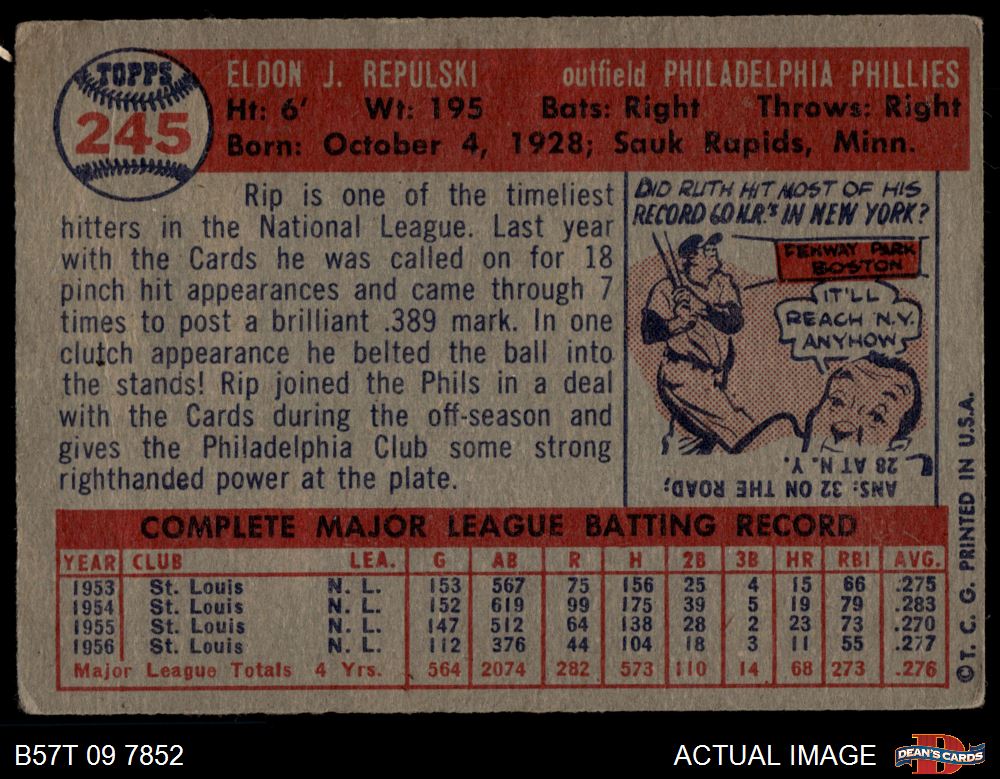 TOPPS
245
ELDON J. REPULSKI outfield PHILADELPHIA PHILLIES
Ht: 6' Wt: 195 Bats: Right Throws: Right
Born: October 4, 1928; Sauk Rapids, Minn.
Rip is one of the timeliest
hitters in the National League. Last year
with the Cards he was called on for 18
pinch hit appearances and came through 7
times to post a brilliant .389 mark. In one
clutch appearance he belted the ball into
the stands! Rip joined the Phils in a deal
with the Cards during the off-season and
gives the Philadelphia Club some strong
righthanded power at the plate.
DID RUTH HIT MOST OF HIS
RECORD 60 H.R.'S IN NEW YORK?
FENWAY PARK
BOSTON
IT'LL
REACH N.Y.
ANYHOW
ANS: 32 ON THE ROAD;
28 AT N.Y.
COMPLETE MAJOR LEAGUE BATTING RECORD
YEAR CLUB LEA. G AB R H 2B 3B HR RBI AVG.
1953 St. Louis N. L. 153 567 75 156 25 4 15 66 .275
1954 St. Louis N. L. 152 619 99 175 39 5 19 79 .283
1955 St. Louis N. L. 147 512 64 138 28 2 23 73 .270
1956 St. Louis N. L. 112 376 44 104 18 3 11 55 .277
Major League Totals 4 Yrs. 564 2074 282 573 110 14 68 273 .276
© T. C. G. PRINTED IN U.S.A.
B57T 09 7852
ACTUAL IMAGE
DEAN'S CARDS